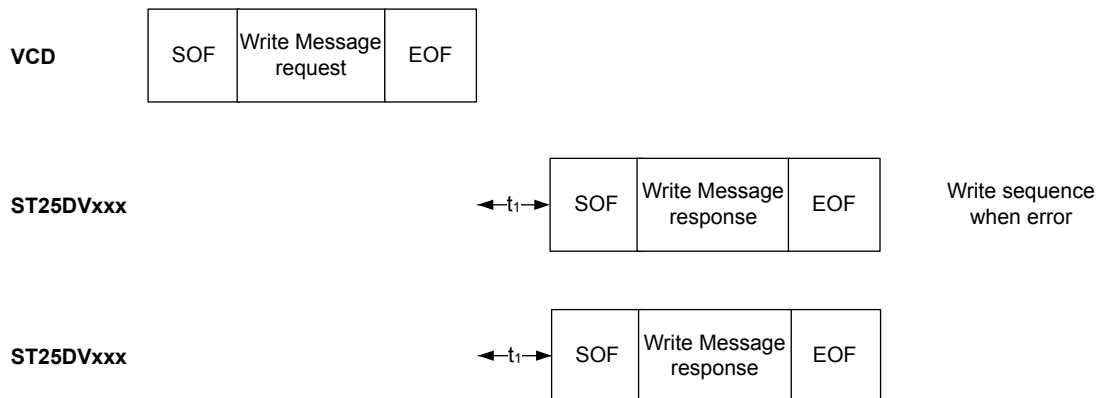 VCD
SOF
Write Message
request
EOF
ST25DVxxx
t₁
SOF
Write Message
response
EOF
Write sequence
when error
ST25DVxxx
t₁
SOF
Write Message
response
EOF